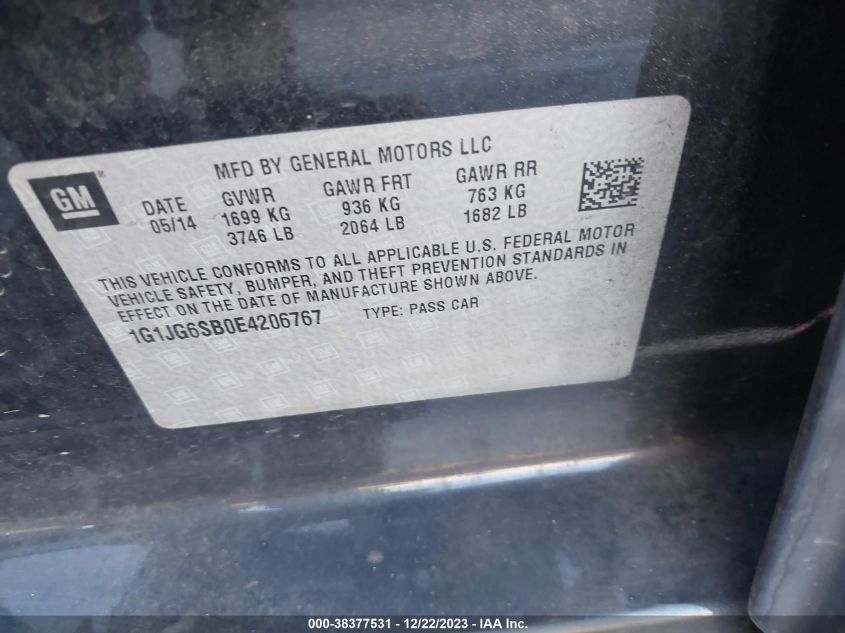 MFD BY GENERAL MOTORS LLC
GM
DATE GVWR GAWR FRT GAWR RR
05/14 1699 KG 936 KG 763 KG
3746 LB 2064 LB 1682 LB
THIS VEHICLE CONFORMS TO ALL APPLICABLE U.S. FEDERAL MOTOR
VEHICLE SAFETY, BUMPER, AND THEFT PREVENTION STANDARDS IN
EFFECT ON THE DATE OF MANUFACTURE SHOWN ABOVE.
1G1JG6SB0E4206767 TYPE: PASS CAR
000-38377531 - 12/22/2023 - IAA Inc.